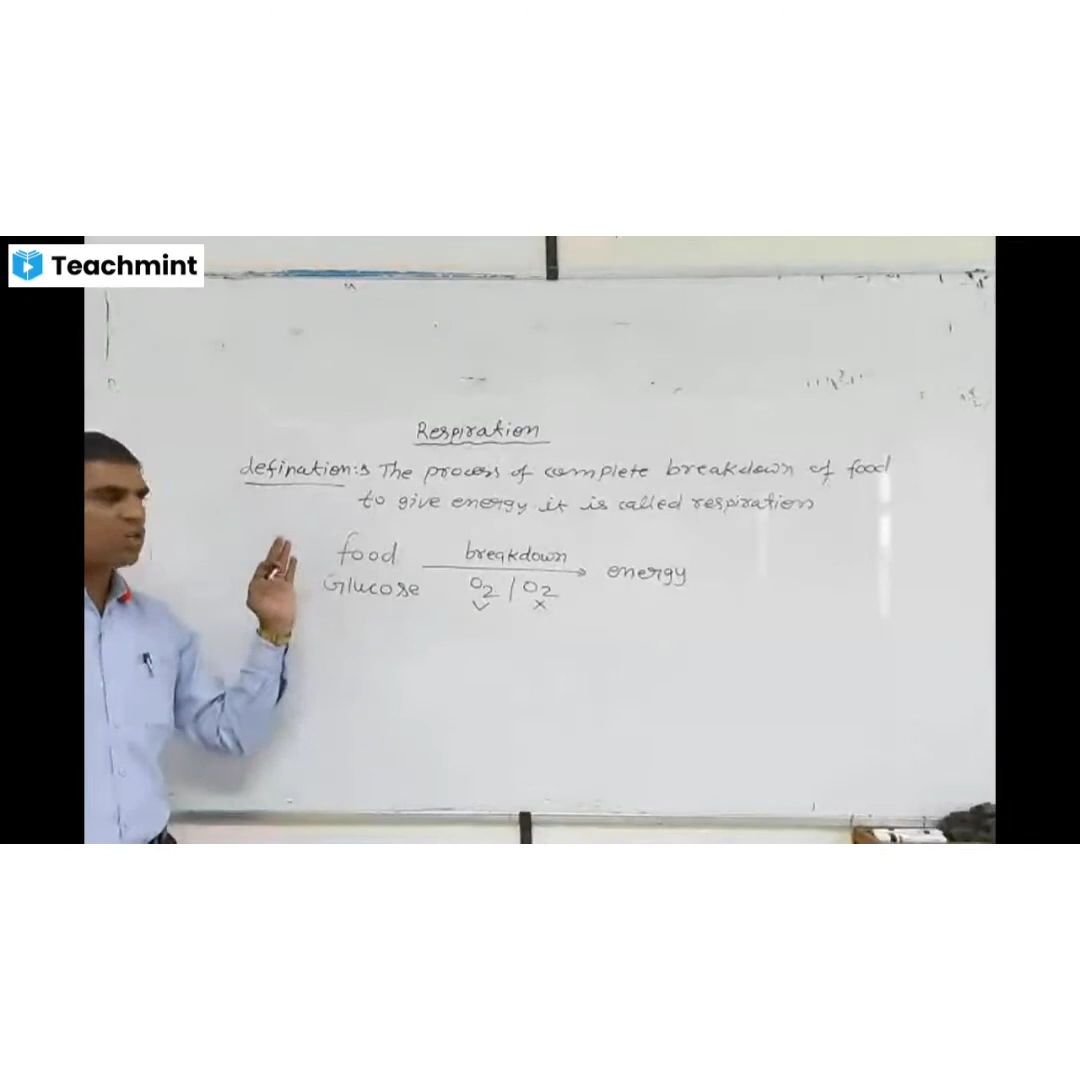 Teachmint
Respiration
defination:⇒ The process of complete breakdown of food
to give energy it is called respiration
food breakdown energy
Glucose O2 / O2